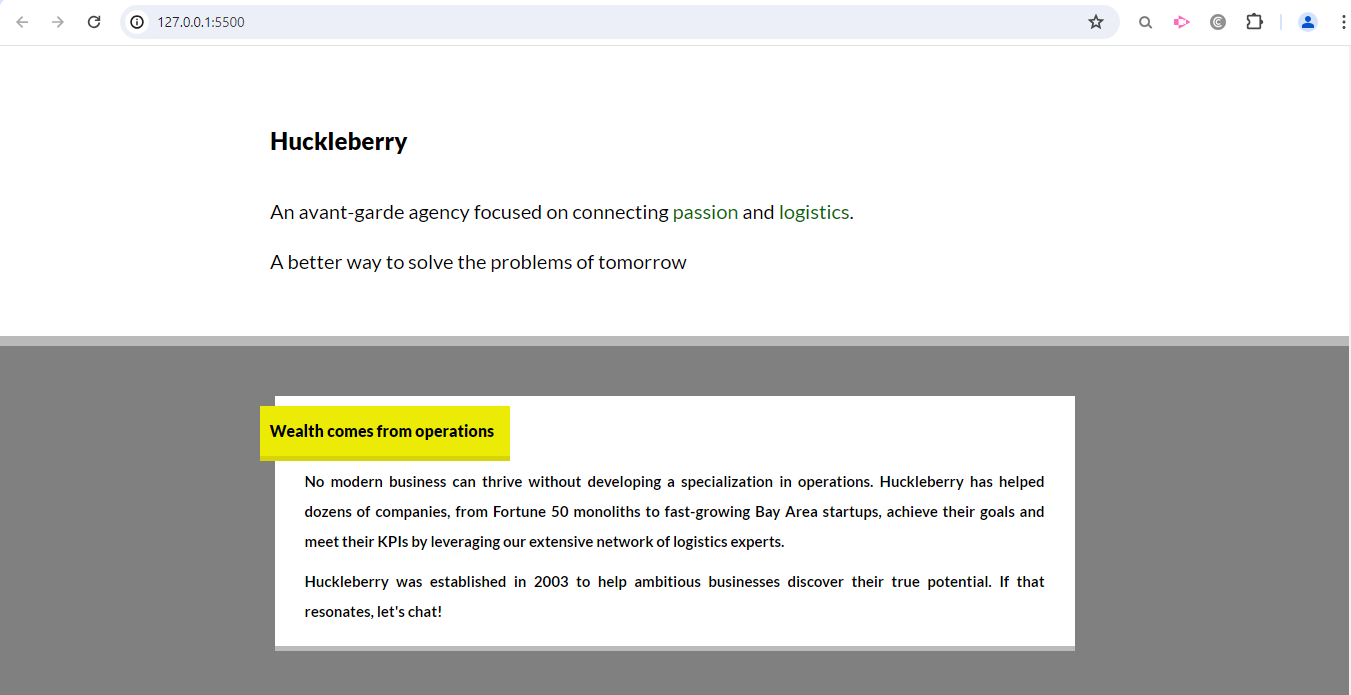 127.0.0.1:5500
Huckleberry
An avant-garde agency focused on connecting passion and logistics.
A better way to solve the problems of tomorrow
Wealth comes from operations
No modern business can thrive without developing a specialization in operations. Huckleberry has helped
dozens of companies, from Fortune 50 monoliths to fast-growing Bay Area startups, achieve their goals and
meet their KPIs by leveraging our extensive network of logistics experts.
Huckleberry was established in 2003 to help ambitious businesses discover their true potential. If that
resonates, let's chat!